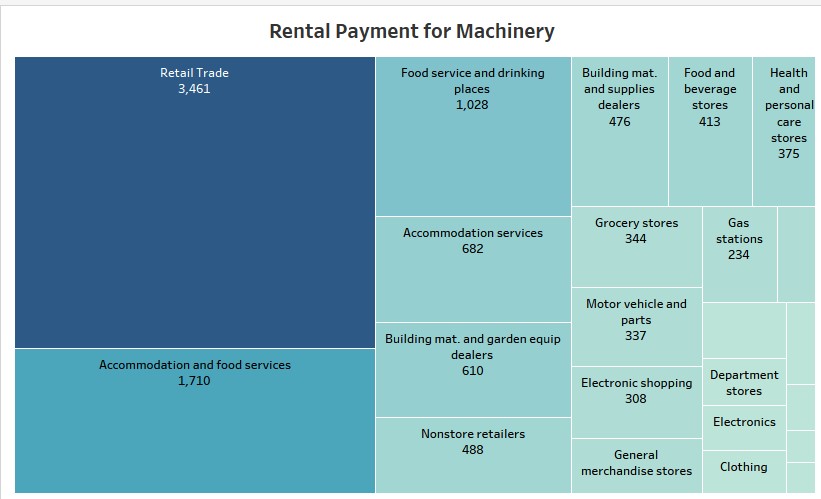 Rental Payment for Machinery
Retail Trade
3,461
Accommodation and food services
1,710
Food service and drinking
places
1,028
Accommodation services
682
Building mat. and garden equip
dealers
610
Nonstore retailers
488
Building mat.
and supplies
dealers
476
Food and
beverage
stores
413
Health
and
personal
care
stores
375
Grocery stores
344
Motor vehicle and
parts
337
Electronic shopping
308
General
merchandise stores
Gas
stations
234
Department
stores
Electronics
Clothing